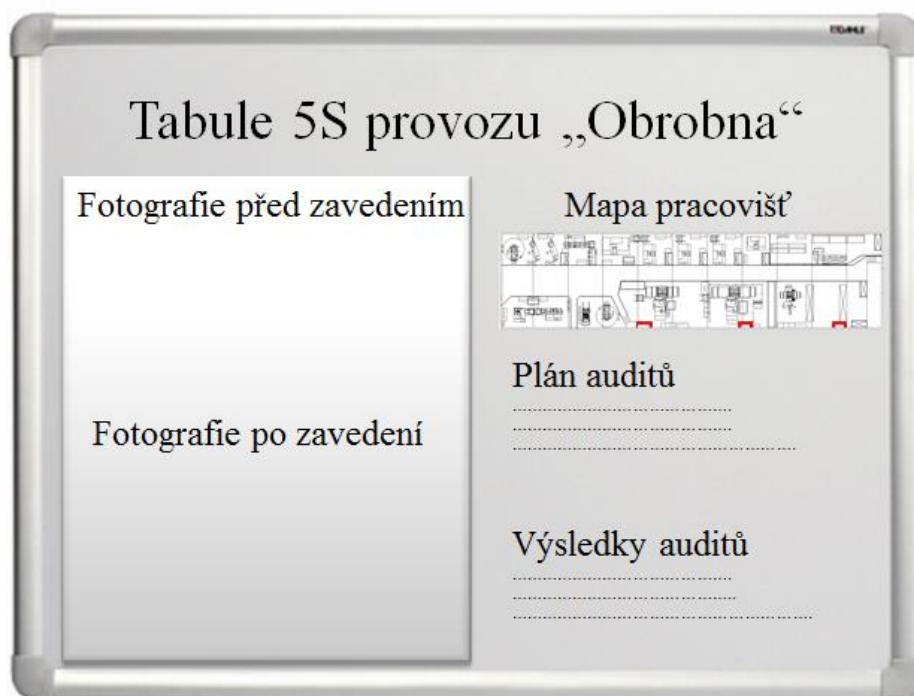 Tabule 5S provozu „Obrobna“
Fotografie před zavedením
Fotografie po zavedení
Mapa pracovišť
Plán auditů
................................................
................................................
..............................................................
Výsledky auditů
................................................
.................................................
..................................................................